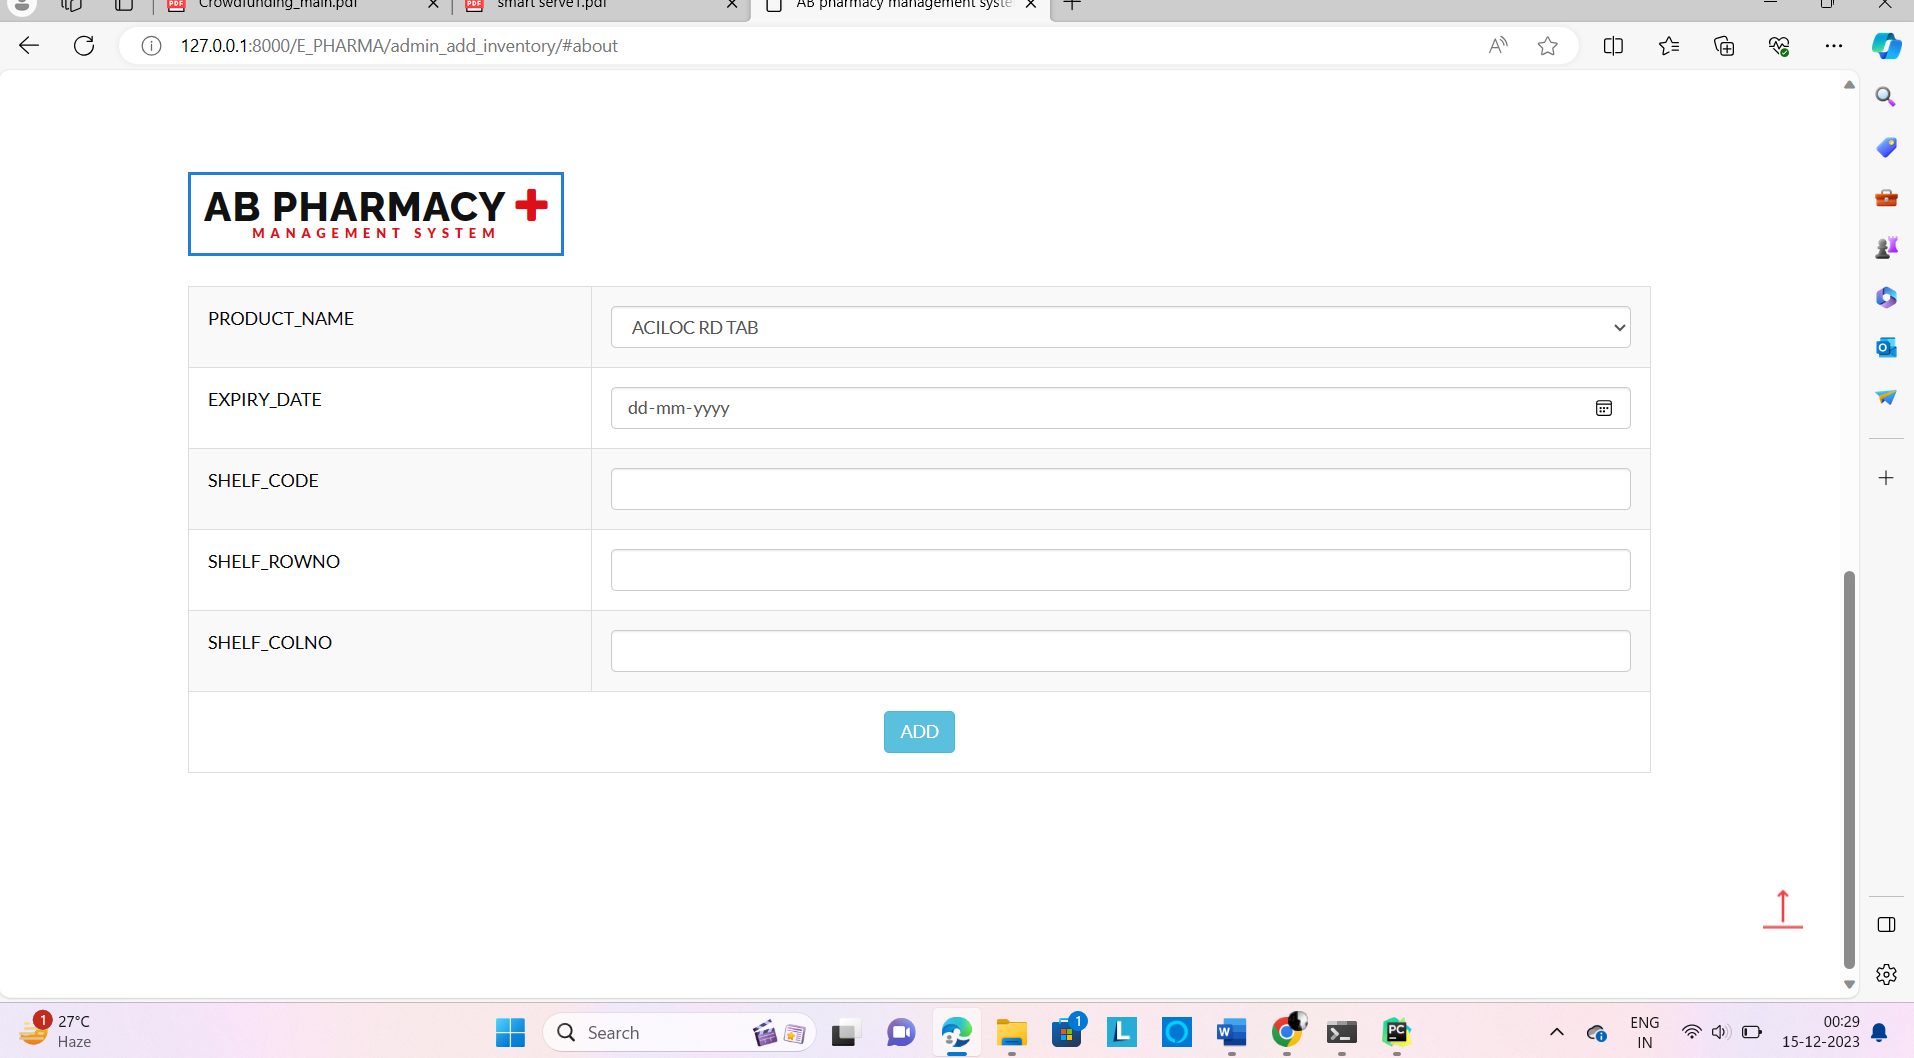 Crowdfunding_main.pdf
smart serve1.pdf
AB pharmacy management syste
127.0.0.1:8000/E_PHARMA/admin_add_inventory/#about
AB PHARMACY
MANAGEMENT SYSTEM
PRODUCT_NAME
ACILOC RD TAB
EXPIRY_DATE
dd-mm-yyyy
SHELF_CODE
SHELF_ROWNO
SHELF_COLNO
ADD
1
27°C
Haze
Search
1
ENG
IN
00:29
15-12-2023